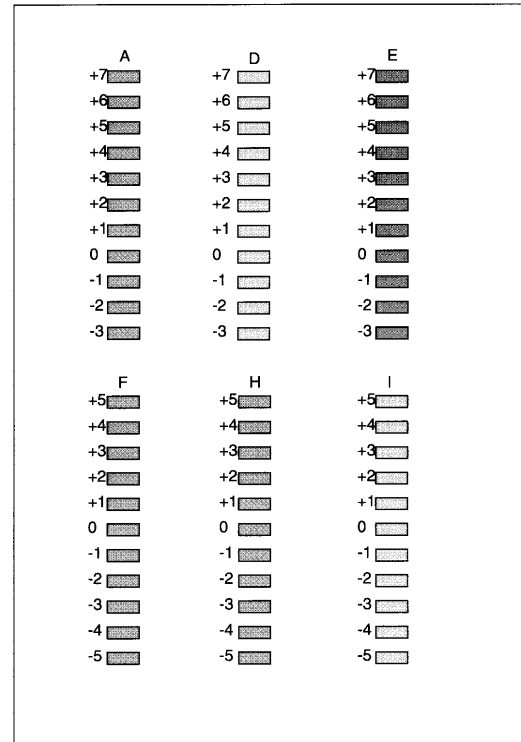 A D E
+7 +7 +7
+6 +6 +6
+5 +5 +5
+4 +4 +4
+3 +3 +3
+2 +2 +2
+1 +1 +1
0 0 0
-1 -1 -1
-2 -2 -2
-3 -3 -3
F H I
+5 +5 +5
+4 +4 +4
+3 +3 +3
+2 +2 +2
+1 +1 +1
0 0 0
-1 -1 -1
-2 -2 -2
-3 -3 -3
-4 -4 -4
-5 -5 -5